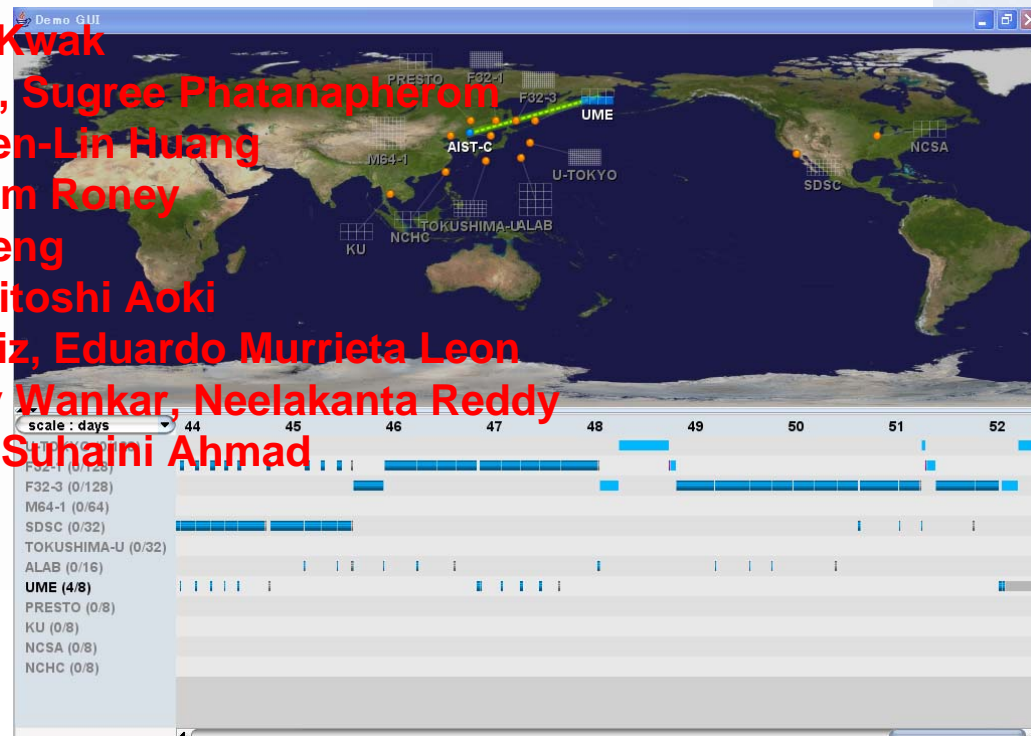 Demo GUI
Kwak
, Sugree Phatanapherom
en-Lin Huang
m Roney
eng
itoshi Aoki
iz, Eduardo Murrieta Leon
Wankar, Neelakanta Reddy
Suhaini Ahmad
PRESTO
F32-1
F32-3
UME
AIST-C
M64-1
U-TOKYO
NCSA
SDSC
KU
NCHC
TOKUSHIMA-U
ALAB
scale : days
44 45 46 47 48 49 50 51 52
F32-1 (0/128)
F32-3 (0/128)
M64-1 (0/64)
SDSC (0/32)
TOKUSHIMA-U (0/32)
ALAB (0/16)
UME (4/8)
PRESTO (0/8)
KU (0/8)
NCSA (0/8)
NCHC (0/8)